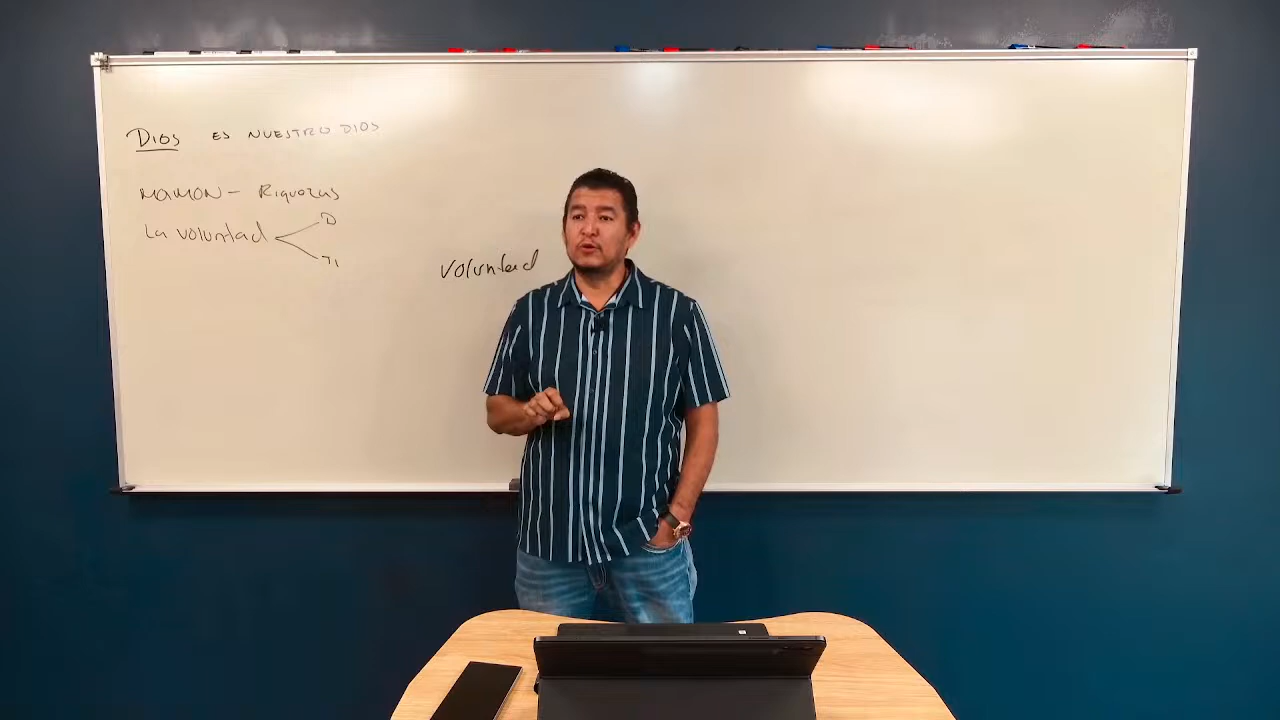 DIOS ES NUESTRO DIOS
MAMON - Riquezas
La voluntad
D
voluntad